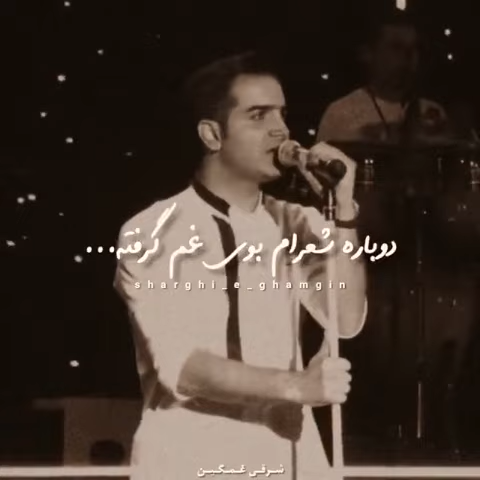 دوباره شعرام بوی غم گرفته...
sharghi_e_ghamgin
شرقی غمگین